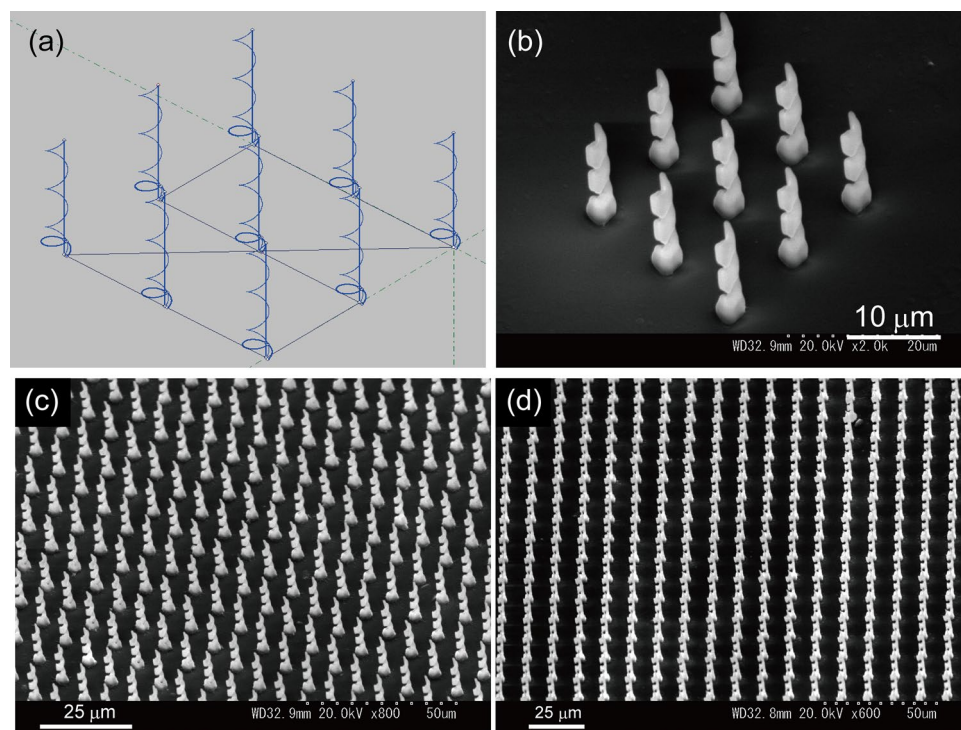 (a)
(b)
10 μm
WD32.9mm 20.0kV x2.0k 20um
(c)
(d)
25 μm
WD32.9mm 20.0kV x800 50um
25 μm
WD32.8mm 20.0kV x600 50um